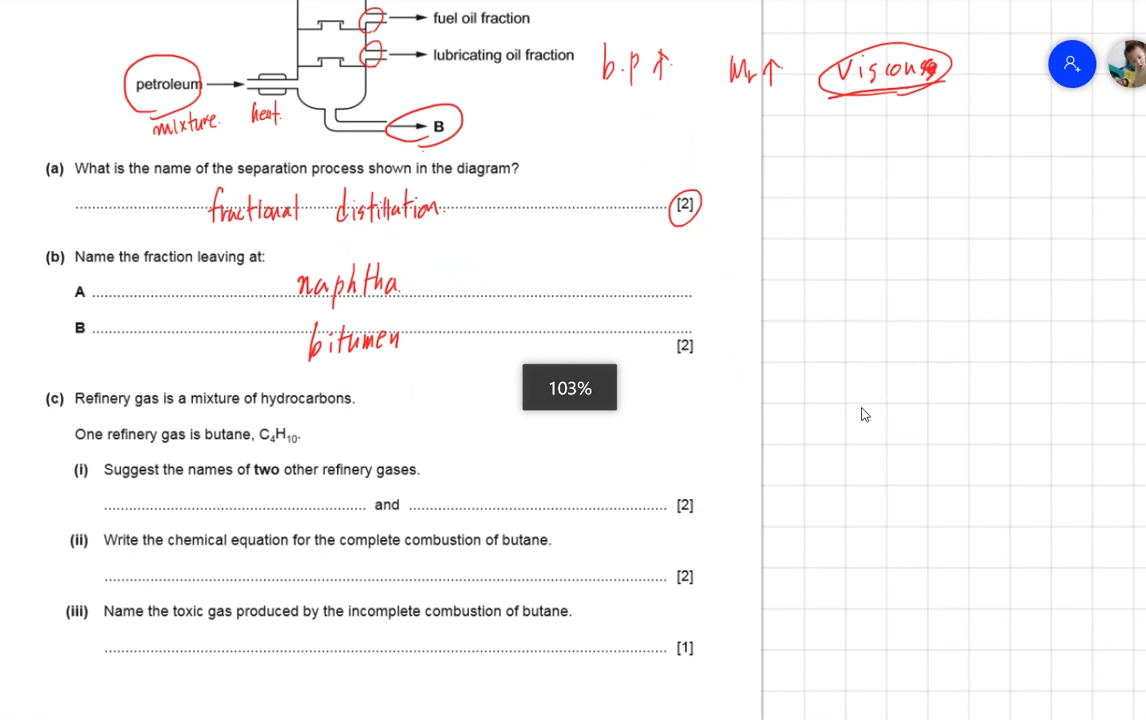 fuel oil fraction
lubricating oil fraction
b.p ↑ Mr ↑ Viscous
petroleum
mixture. heat.
B
(a) What is the name of the separation process shown in the diagram?
fractional distillation. [2]
(b) Name the fraction leaving at:
A naphtha.
B bitumen
[2]
103%
(c) Refinery gas is a mixture of hydrocarbons.
One refinery gas is butane, C₄H₁₀.
(i) Suggest the names of two other refinery gases.
and [2]
(ii) Write the chemical equation for the complete combustion of butane.
[2]
(iii) Name the toxic gas produced by the incomplete combustion of butane.
[1]